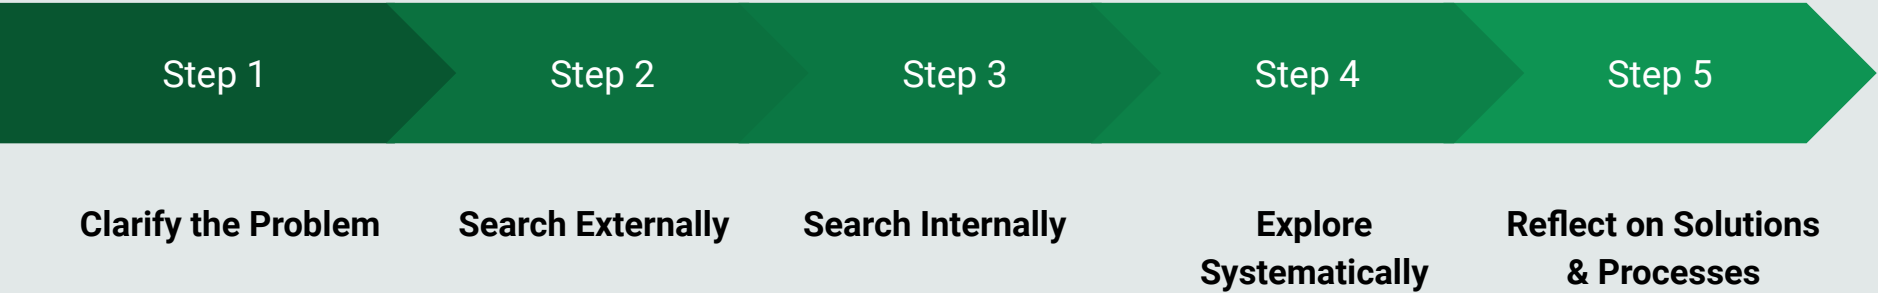 Step 1
Step 2
Step 3
Step 4
Step 5
Clarify the Problem
Search Externally
Search Internally
Explore
Systematically
Reflect on Solutions
& Processes